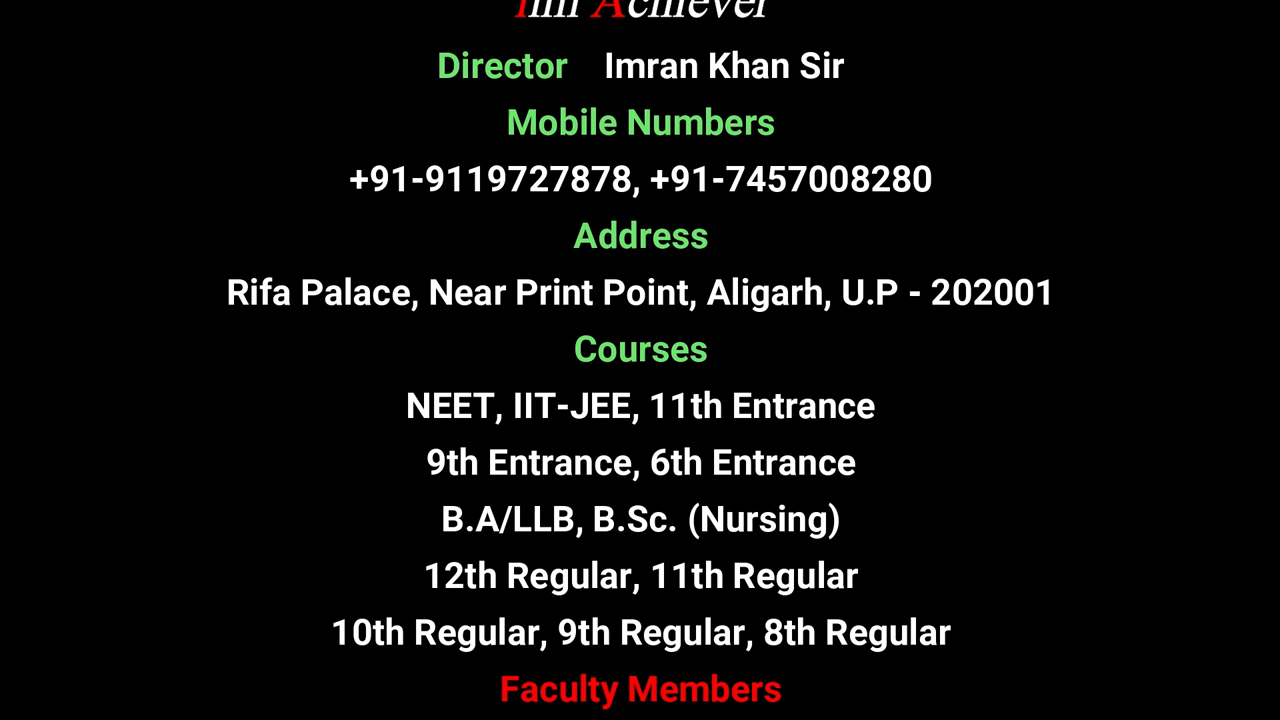 Achiever
Director Imran Khan Sir
Mobile Numbers
+91-9119727878, +91-7457008280
Address
Rifa Palace, Near Print Point, Aligarh, U.P - 202001
Courses
NEET, IIT-JEE, 11th Entrance
9th Entrance, 6th Entrance
B.A/LLB, B.Sc. (Nursing)
12th Regular, 11th Regular
10th Regular, 9th Regular, 8th Regular
Faculty Members